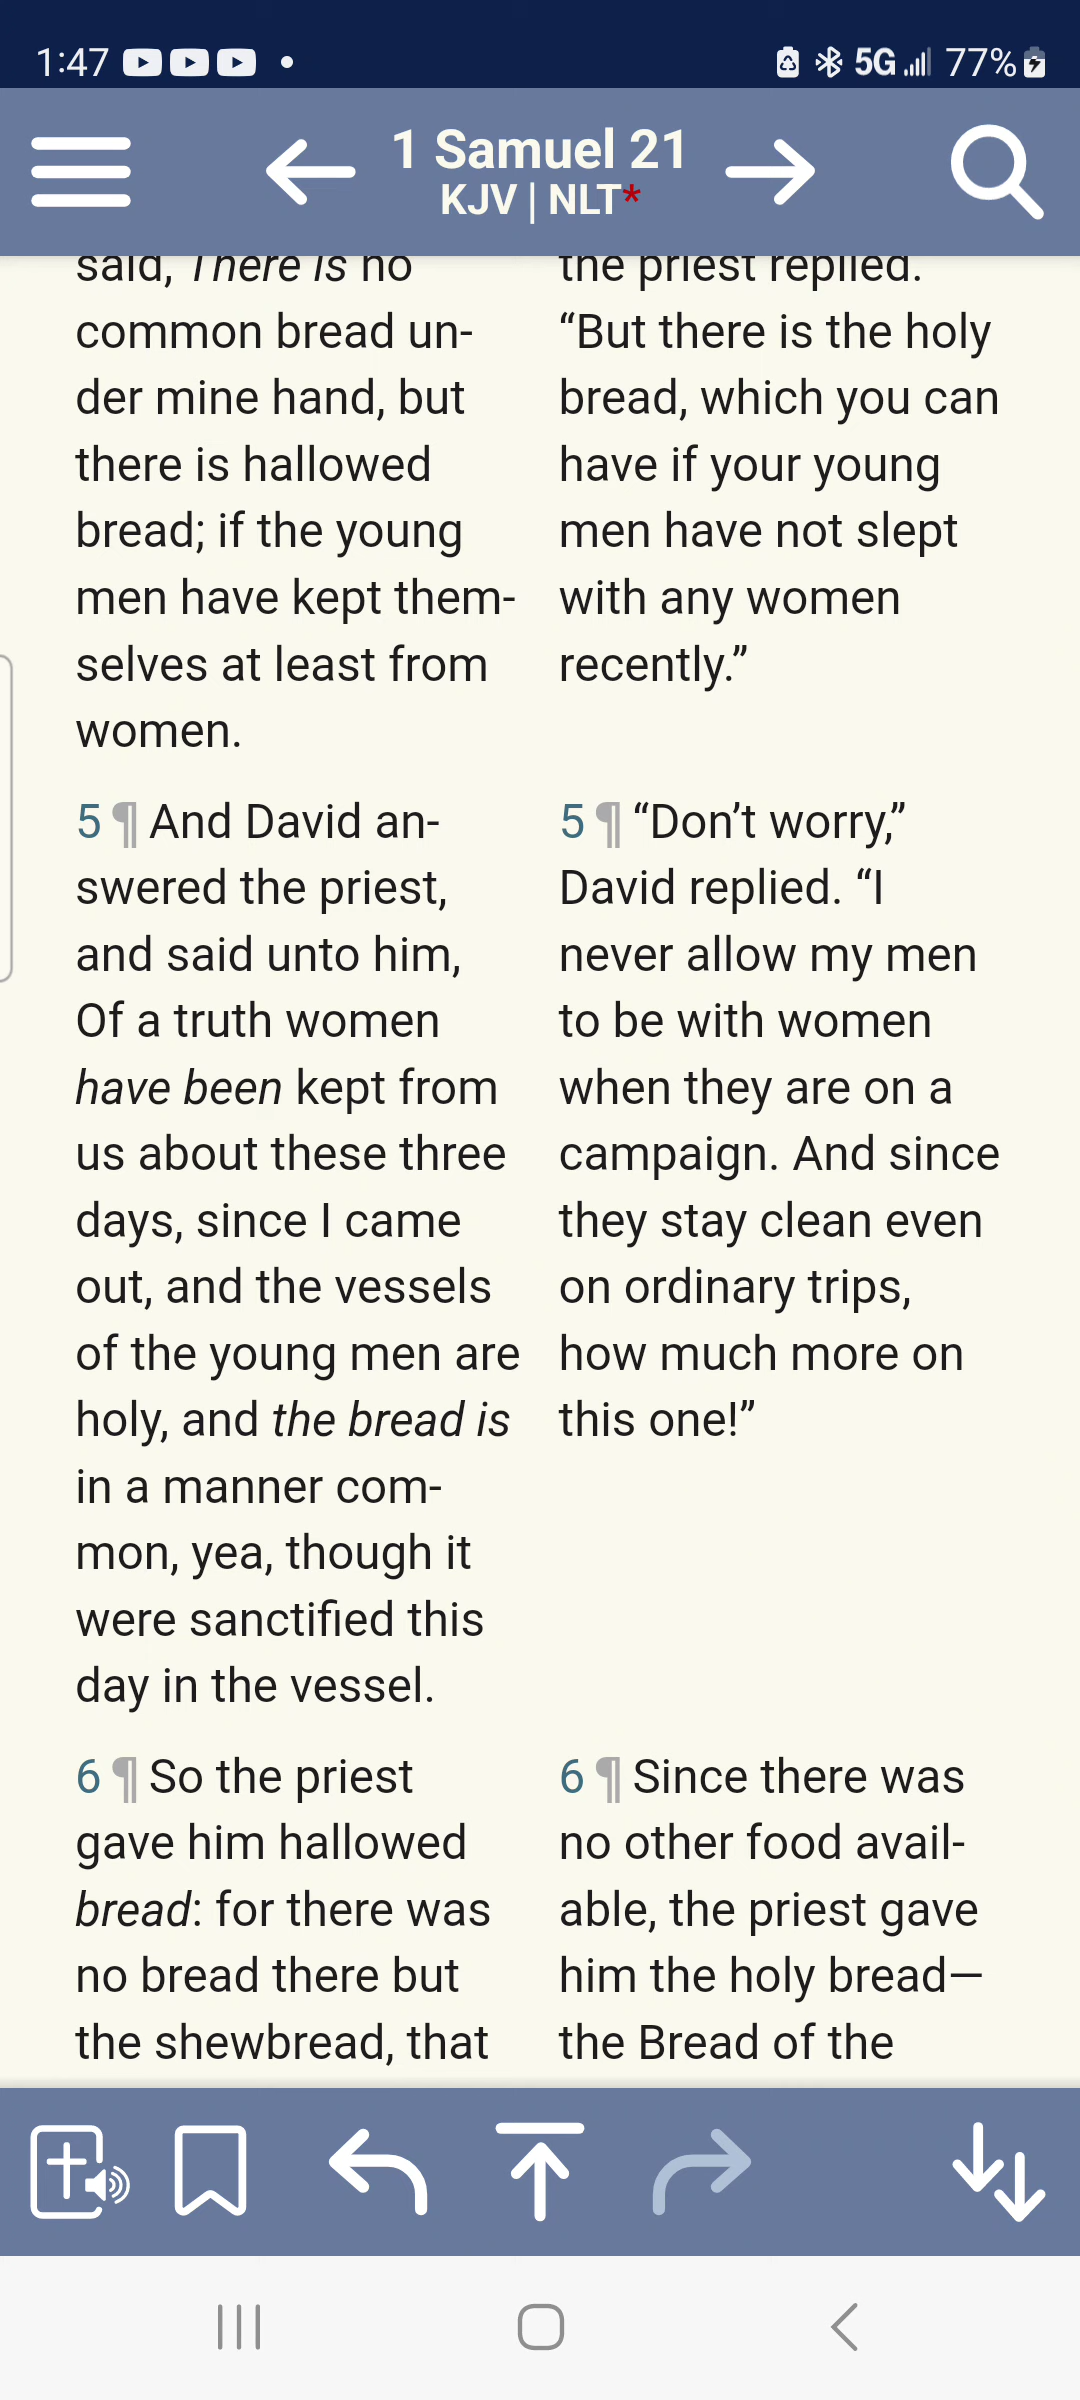 1:47
5G 77%
1 Samuel 21
KJV | NLT*
said, There is no
common bread un-
der mine hand, but
there is hallowed
bread; if the young
men have kept them-
selves at least from
women.
the priest replied.
“But there is the holy
bread, which you can
have if your young
men have not slept
with any women
recently.”
5 ¶ And David an-
swered the priest,
and said unto him,
Of a truth women
have been kept from
us about these three
days, since I came
out, and the vessels
of the young men are
holy, and the bread is
in a manner com-
mon, yea, though it
were sanctified this
day in the vessel.
5 ¶ “Don’t worry,”
David replied. “I
never allow my men
to be with women
when they are on a
campaign. And since
they stay clean even
on ordinary trips,
how much more on
this one!”
6 ¶ So the priest
gave him hallowed
bread: for there was
no bread there but
the shewbread, that
6 ¶ Since there was
no other food avail-
able, the priest gave
him the holy bread—
the Bread of the